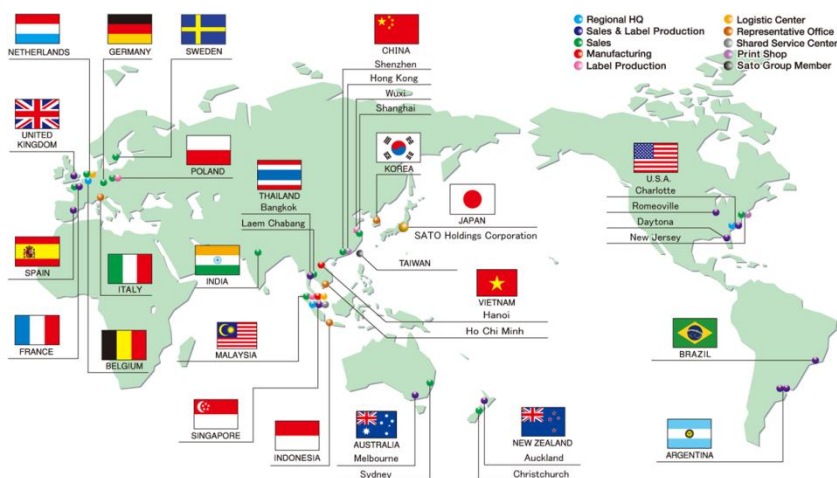 NETHERLANDS
GERMANY
SWEDEN
CHINA
Shenzhen
Hong Kong
Wuxi
Shanghai
Regional HQ
Sales & Label Production
Sales
Manufacturing
Label Production
Logistic Center
Representative Office
Shared Service Center
Print Shop
Sato Group Member
UNITED
KINGDOM
POLAND
KOREA
THAILAND
Bangkok
Laem Chabang
JAPAN
SATO Holdings Corporation
U.S.A.
Charlotte
Romeoville
Daytona
New Jersey
SPAIN
ITALY
INDIA
TAIWAN
VIETNAM
Hanoi
Ho Chi Minh
FRANCE
BELGIUM
MALAYSIA
BRAZIL
SINGAPORE
INDONESIA
AUSTRALIA
Melbourne
Sydney
NEW ZEALAND
Auckland
Christchurch
ARGENTINA